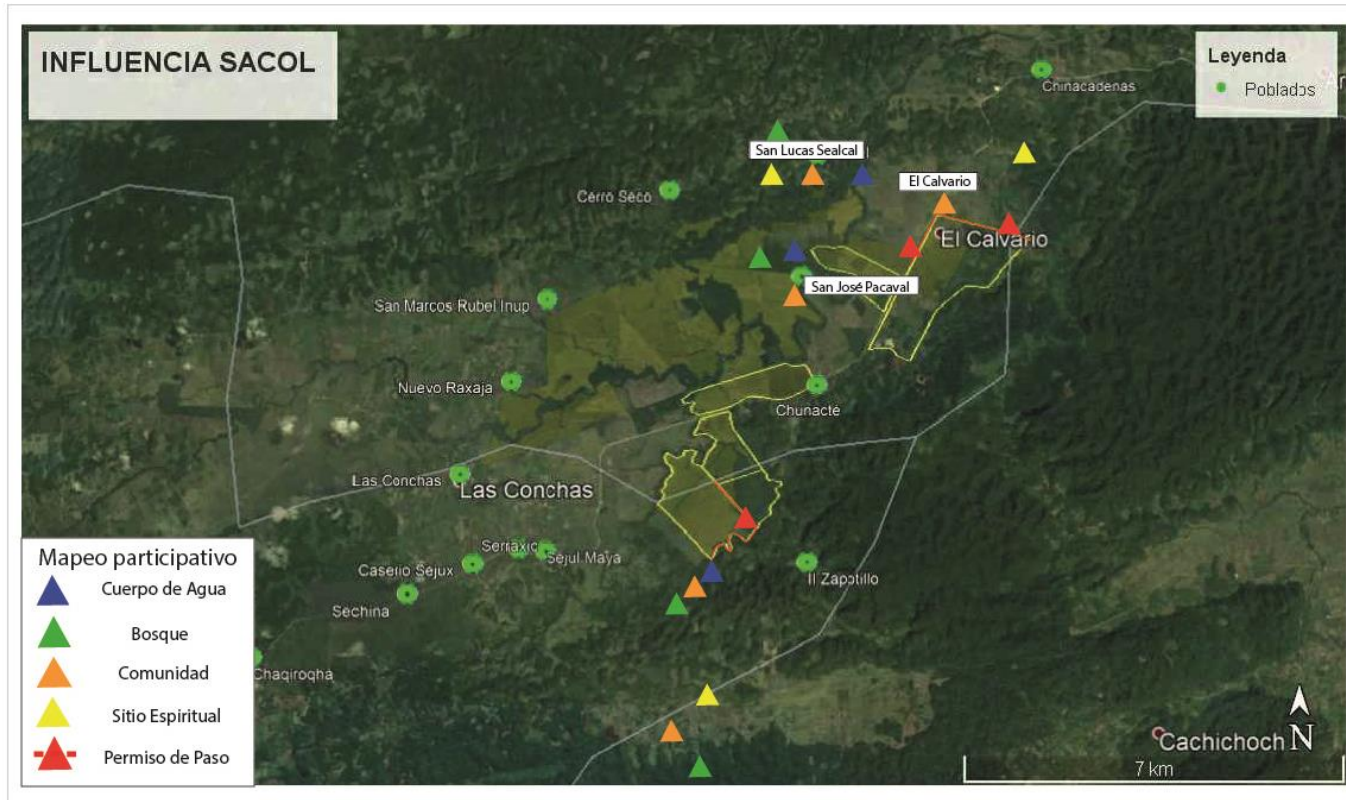 INFLUENCIA SACOL
Leyenda
Poblados
Chinacadenas
San Lucas Sealcal
Cerro Seco
El Calvario
El Calvario
San José Pacaval
San Marcos Rubel Inup
Nuevo Raxaja
Chunacté
Las Conchas
Las Conchas
Serraxic
Sejul Maya
Caserio Sejux
II Zapotillo
Sechina
Chaqiroqha
Mapeo participativo
Cuerpo de Agua
Bosque
Comunidad
Sitio Espiritual
Permiso de Paso
Cachichoch
N
7 km